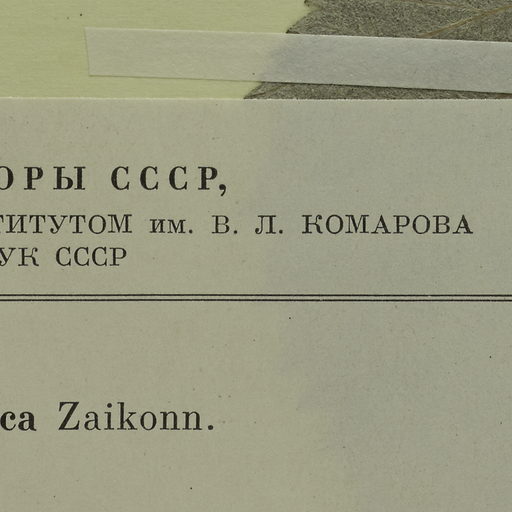 ОРЫ СССР,
ТИТУТОМ им. В. Л. КОМАРОВА
УК СССР
ca Zaikonn.